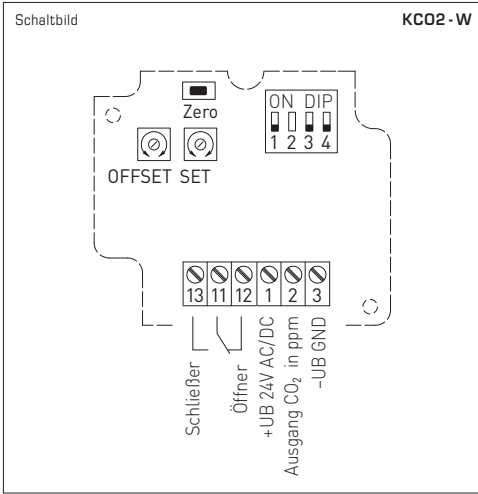 Schaltbild
KCO2 - W
Zero
ON DIP
1 2 3 4
OFFSET SET
13 11 12 1 2 3
Schließer
Öffner
+UB 24V AC/DC
Ausgang CO₂ in ppm
-UB GND